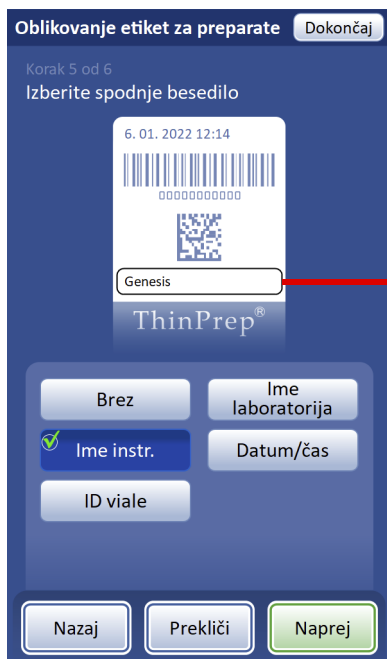 Oblikovanje etiket za preparate Dokončaj
Korak 5 od 6
Izberite spodnje besedilo
6. 01. 2022 12:14
00000000000
Genesis
ThinPrep®
Brez
Ime
laboratorija
Ime instr.
Datum/čas
ID viale
Nazaj Prekliči Naprej